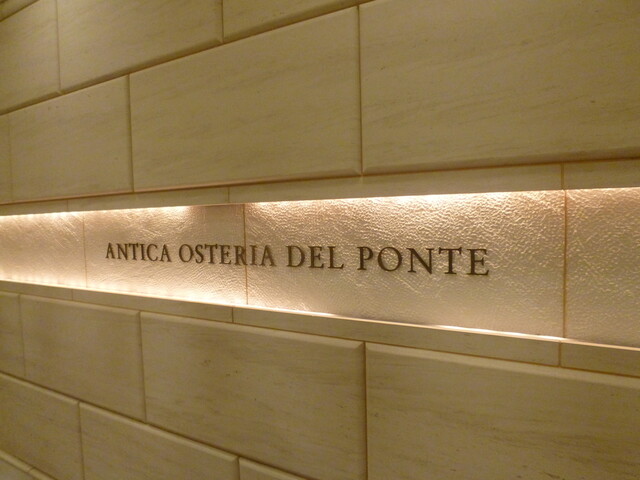 ANTICA OSTERIA DEL PONTE